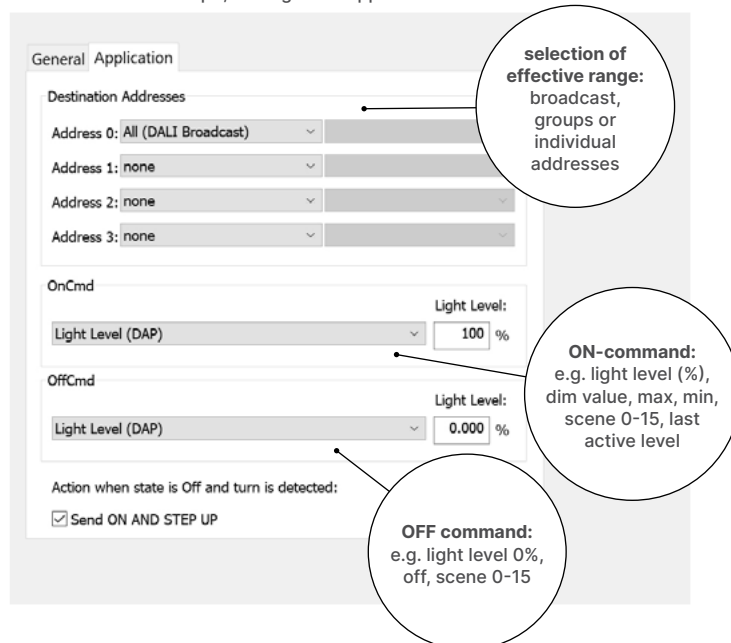 General Application
Destination Addresses
Address 0: All (DALI Broadcast)
Address 1: none
Address 2: none
Address 3: none
selection of
effective range:
broadcast,
groups or
individual
addresses
OnCmd
Light Level:
Light Level (DAP) 100 %
ON-command:
e.g. light level (%),
dim value, max, min,
scene 0-15, last
active level
OffCmd
Light Level:
Light Level (DAP) 0.000 %
Action when state is Off and turn is detected:
Send ON AND STEP UP
OFF command:
e.g. light level 0%,
off, scene 0-15